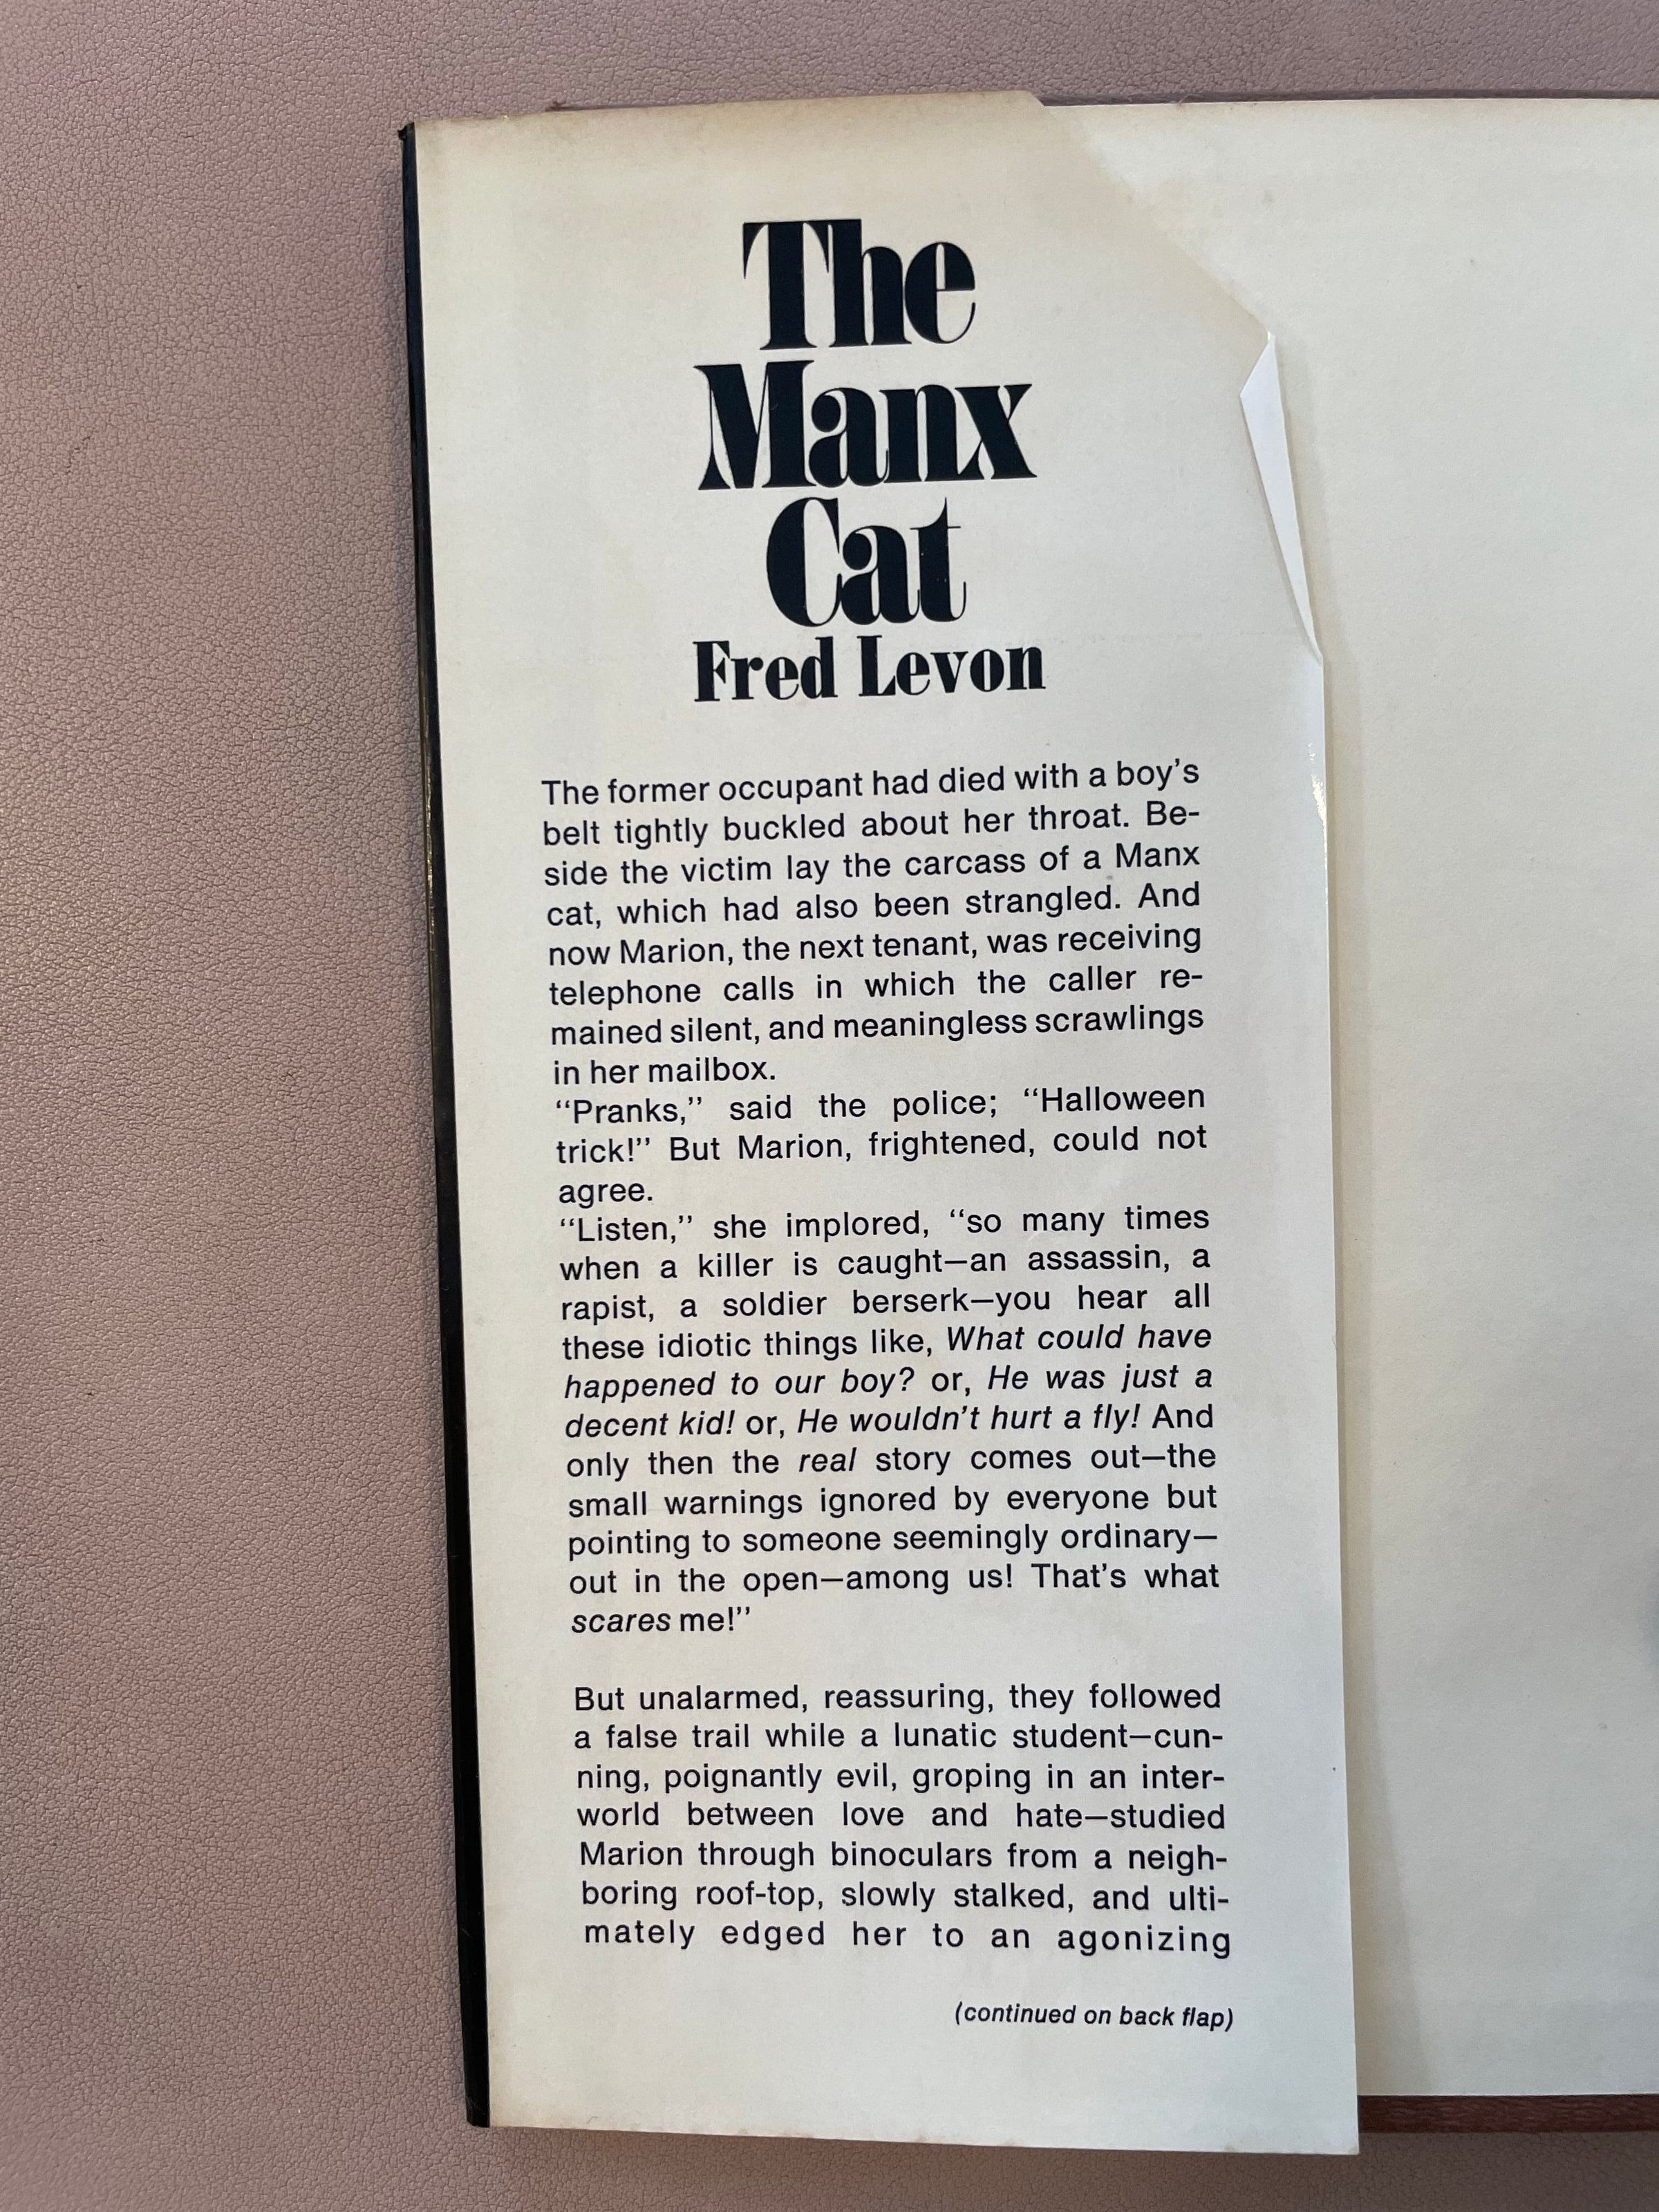 The
Manx
Cat
Fred Levon
The former occupant had died with a boy's
belt tightly buckled about her throat. Be-
side the victim lay the carcass of a Manx
cat, which had also been strangled. And
now Marion, the next tenant, was receiving
telephone calls in which the caller re-
mained silent, and meaningless scrawlings
in her mailbox.
“Pranks,” said the police; “Halloween
trick!” But Marion, frightened, could not
agree.
“Listen,” she implored, “so many times
when a killer is caught—an assassin, a
rapist, a soldier berserk—you hear all
these idiotic things like, What could have
happened to our boy? or, He was just a
decent kid! or, He wouldn't hurt a fly! And
only then the real story comes out—the
small warnings ignored by everyone but
pointing to someone seemingly ordinary—
out in the open—among us! That's what
scares me!”
But unalarmed, reassuring, they followed
a false trail while a lunatic student—cun-
ning, poignantly evil, groping in an inter-
world between love and hate—studied
Marion through binoculars from a neigh-
boring roof-top, slowly stalked, and ulti-
mately edged her to an agonizing
(continued on back flap)